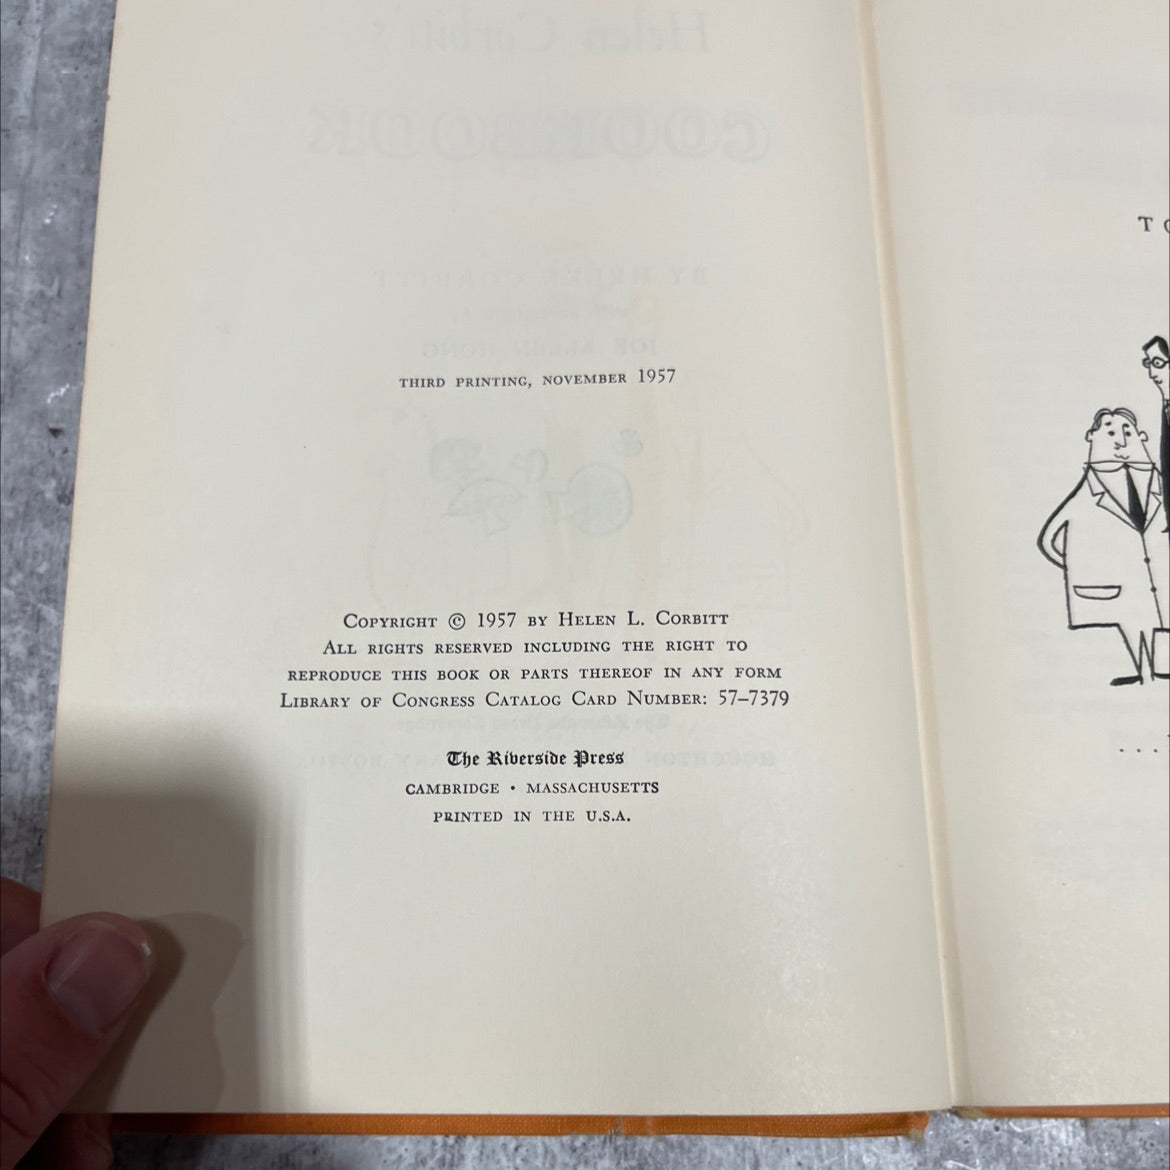 THIRD PRINTING, NOVEMBER 1957
COPYRIGHT © 1957 BY HELEN L. CORBITT
ALL RIGHTS RESERVED INCLUDING THE RIGHT TO
REPRODUCE THIS BOOK OR PARTS THEREOF IN ANY FORM
LIBRARY OF CONGRESS CATALOG CARD NUMBER: 57–7379
The Riverside Press
CAMBRIDGE • MASSACHUSETTS
PRINTED IN THE U.S.A.